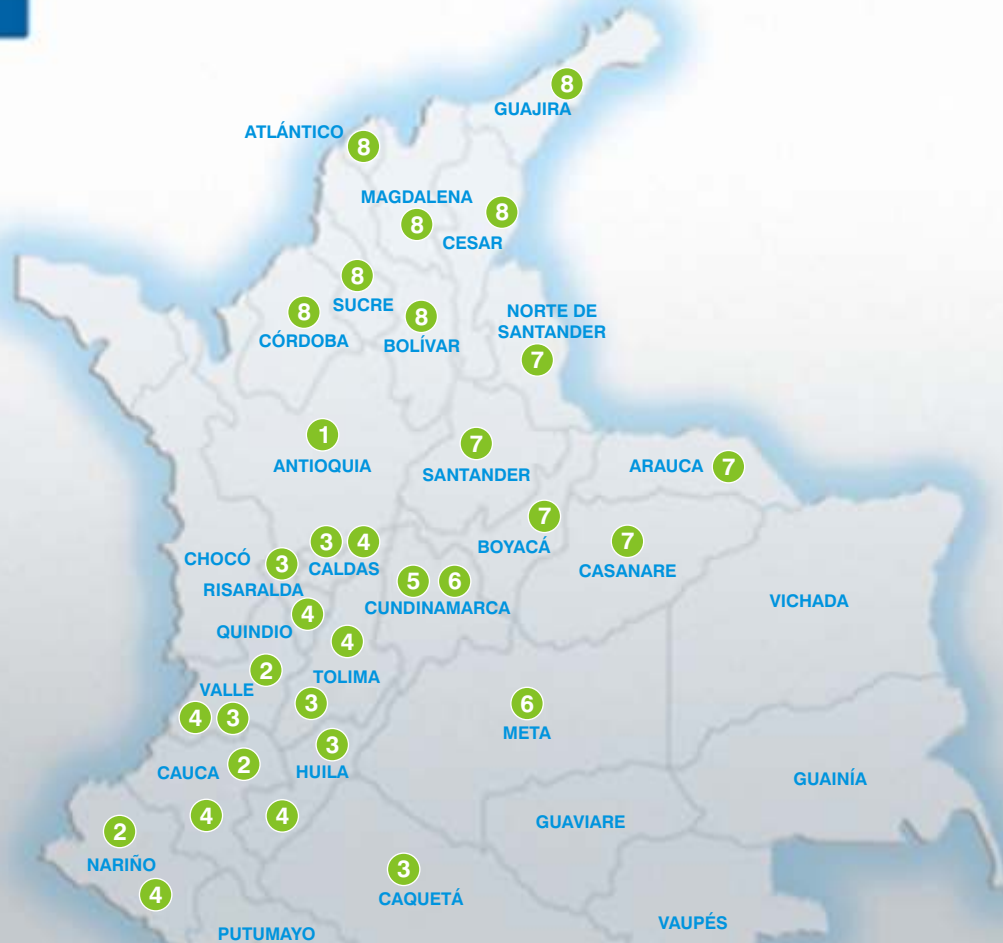 8
GUAJIRA
ATLÁNTICO
8
MAGDALENA
8
8
CESAR
8
SUCRE
8
CÓRDOBA
8
BOLÍVAR
NORTE DE
SANTANDER
7
1
ANTIOQUIA
7
SANTANDER
ARAUCA 7
7
BOYACÁ
7
CASANARE
CHOCÓ
3 4
CALDAS
3
RISARALDA
5 6
CUNDINAMARCA
VICHADA
4
QUINDIO
4
TOLIMA
3
2
VALLE
4 3
6
META
3
HUILA
CAUCA 2
GUAINÍA
4
4
GUAVIARE
2
NARIÑO
4
3
CAQUETÁ
VAUPÉS
PUTUMAYO